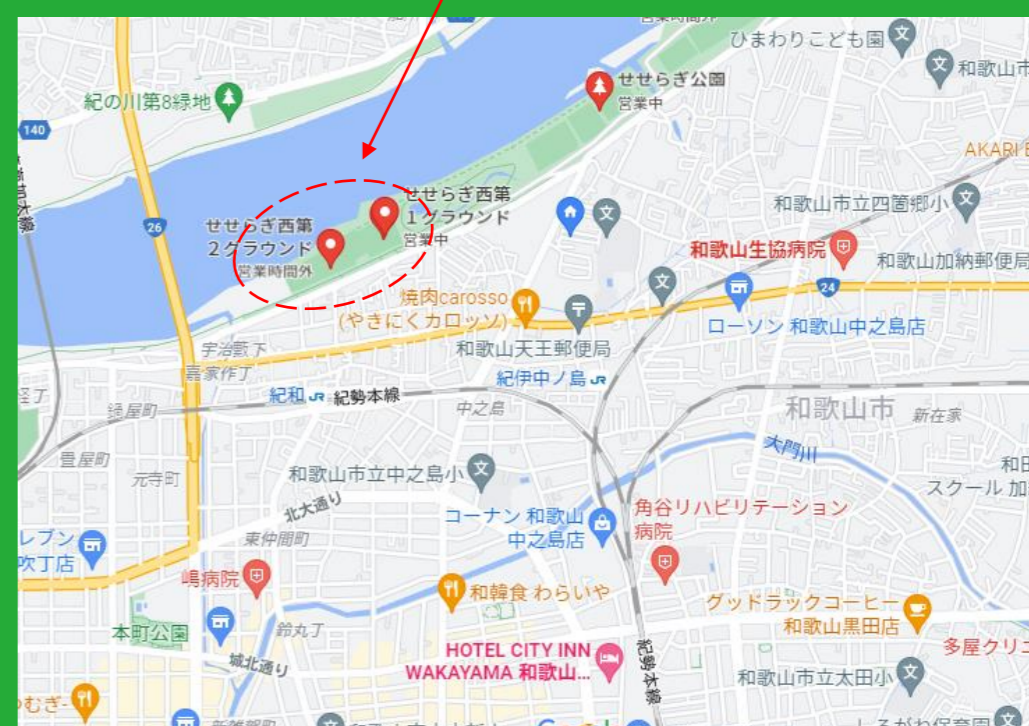 ひまわりこども園
和歌山市
せせらぎ公園
営業中
紀の川第8緑地
140
AKARI
せせらぎ西第
1グラウンド
営業中
和歌山市立四箇郷小
26
せせらぎ西第
2グラウンド
営業時間外
和歌山生協病院
和歌山加納郵便局
24
焼肉carosso
(やきにくカロッソ)
ローソン 和歌山中之島店
宇治藪下
和歌山天王郵便局
嘉家作丁
紀伊中ノ島
紀和
紀勢本線
中之島
和歌山市
新在家
大門川
畳屋町
元寺町
和歌山市立中之島小
スクール
北大通り
コーナン 和歌山
中之島店
角谷リハビリテーション
病院
東仲間町
吹丁店
嶋病院
和韓食 わらいや
グッドラックコーヒー
和歌山黒田店
本町公園
鈴丸丁
城北通り
HOTEL CITY INN
WAKAYAMA 和歌山...
紀勢本線
多屋クリニ
和歌山市立太田小